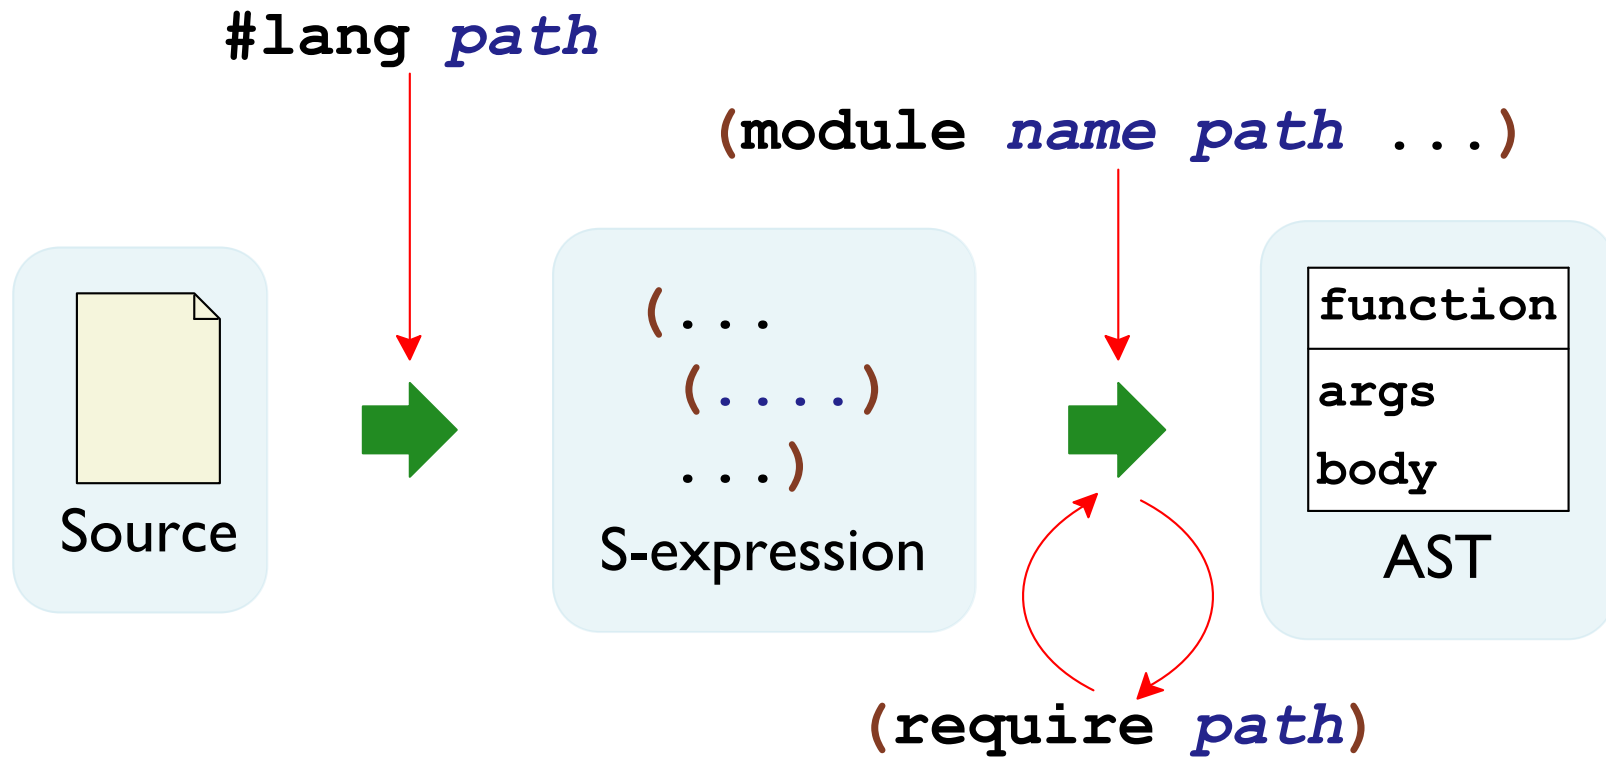 #lang path
(module name path ...)
Source
(...
(....)
...)
S-expression
function
args
body
AST
(require path)